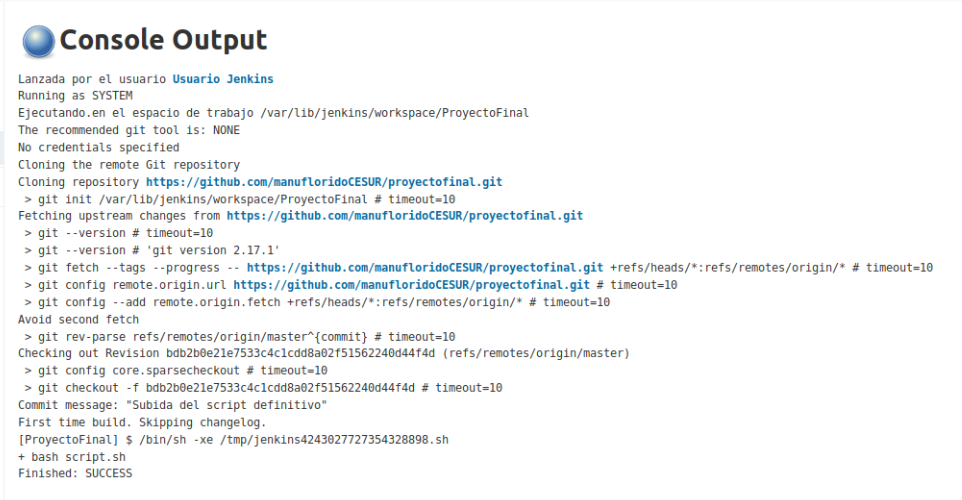 Console Output
Lanzada por el usuario Usuario Jenkins
Running as SYSTEM
Ejecutando.en el espacio de trabajo /var/lib/jenkins/workspace/ProyectoFinal
The recommended git tool is: NONE
No credentials specified
Cloning the remote Git repository
Cloning repository https://github.com/manufloridoCESUR/proyectofinal.git
 > git init /var/lib/jenkins/workspace/ProyectoFinal # timeout=10
Fetching upstream changes from https://github.com/manufloridoCESUR/proyectofinal.git
 > git --version # timeout=10
 > git --version # 'git version 2.17.1'
 > git fetch --tags --progress -- https://github.com/manufloridoCESUR/proyectofinal.git +refs/heads/*:refs/remotes/origin/* # timeout=10
 > git config remote.origin.url https://github.com/manufloridoCESUR/proyectofinal.git # timeout=10
 > git config --add remote.origin.fetch +refs/heads/*:refs/remotes/origin/* # timeout=10
Avoid second fetch
 > git rev-parse refs/remotes/origin/master^{commit} # timeout=10
Checking out Revision bdb2b0e21e7533c4c1cdd8a02f51562240d44f4d (refs/remotes/origin/master)
 > git config core.sparsecheckout # timeout=10
 > git checkout -f bdb2b0e21e7533c4c1cdd8a02f51562240d44f4d # timeout=10
Commit message: "Subida del script definitivo"
First time build. Skipping changelog.
[ProyectoFinal] $ /bin/sh -xe /tmp/jenkins4243027727354328898.sh
+ bash script.sh
Finished: SUCCESS